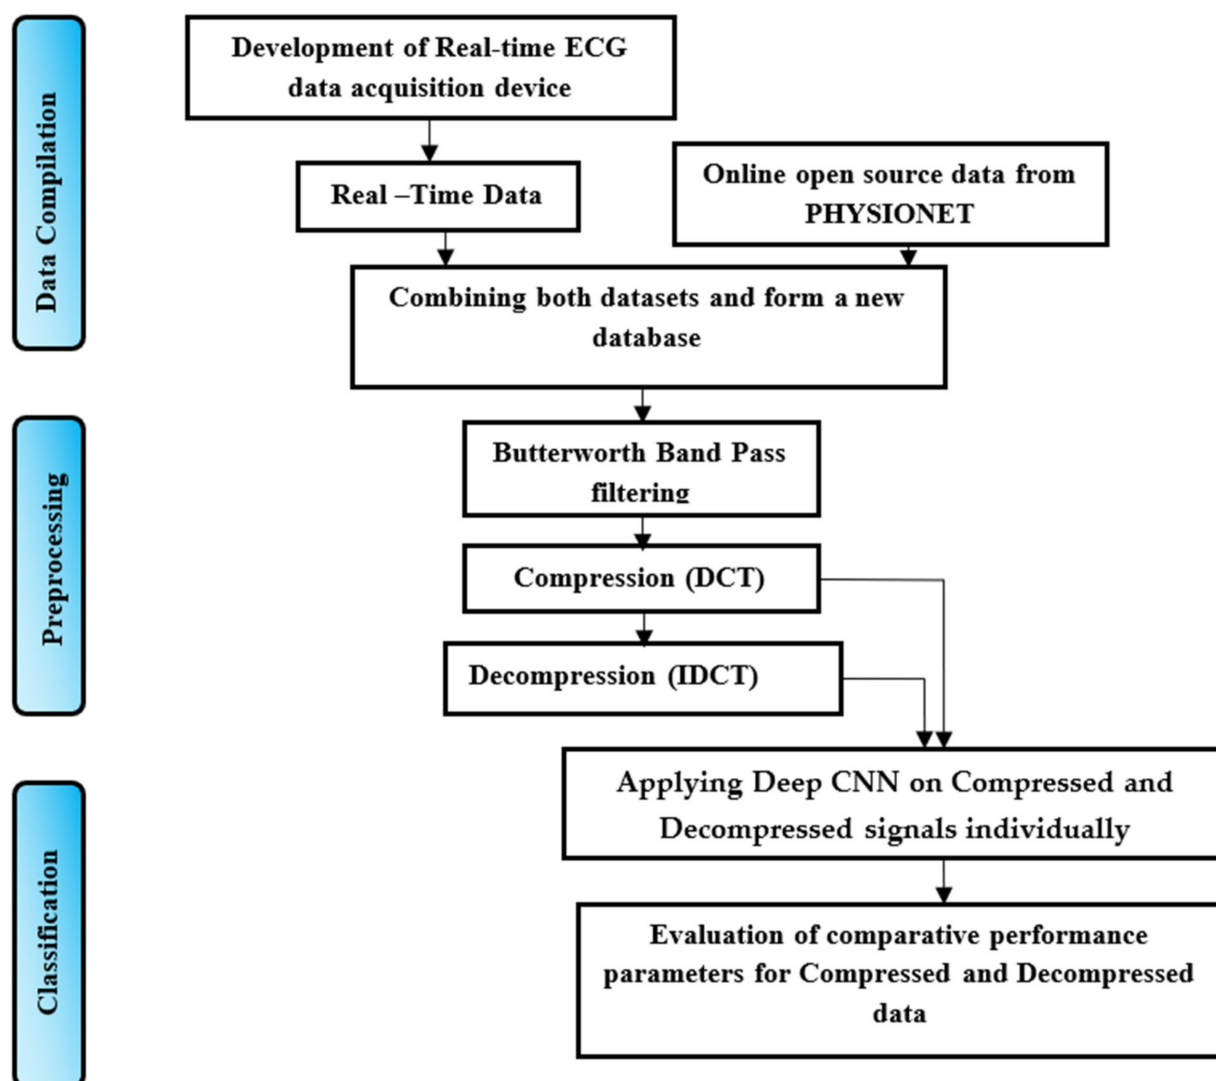 Data Compilation
Development of Real-time ECG
data acquisition device
Real –Time Data
Online open source data from
PHYSIONET
Combining both datasets and form a new
database
Preprocessing
Butterworth Band Pass
filtering
Compression (DCT)
Decompression (IDCT)
Classification
Applying Deep CNN on Compressed and
Decompressed signals individually
Evaluation of comparative performance
parameters for Compressed and Decompressed
data